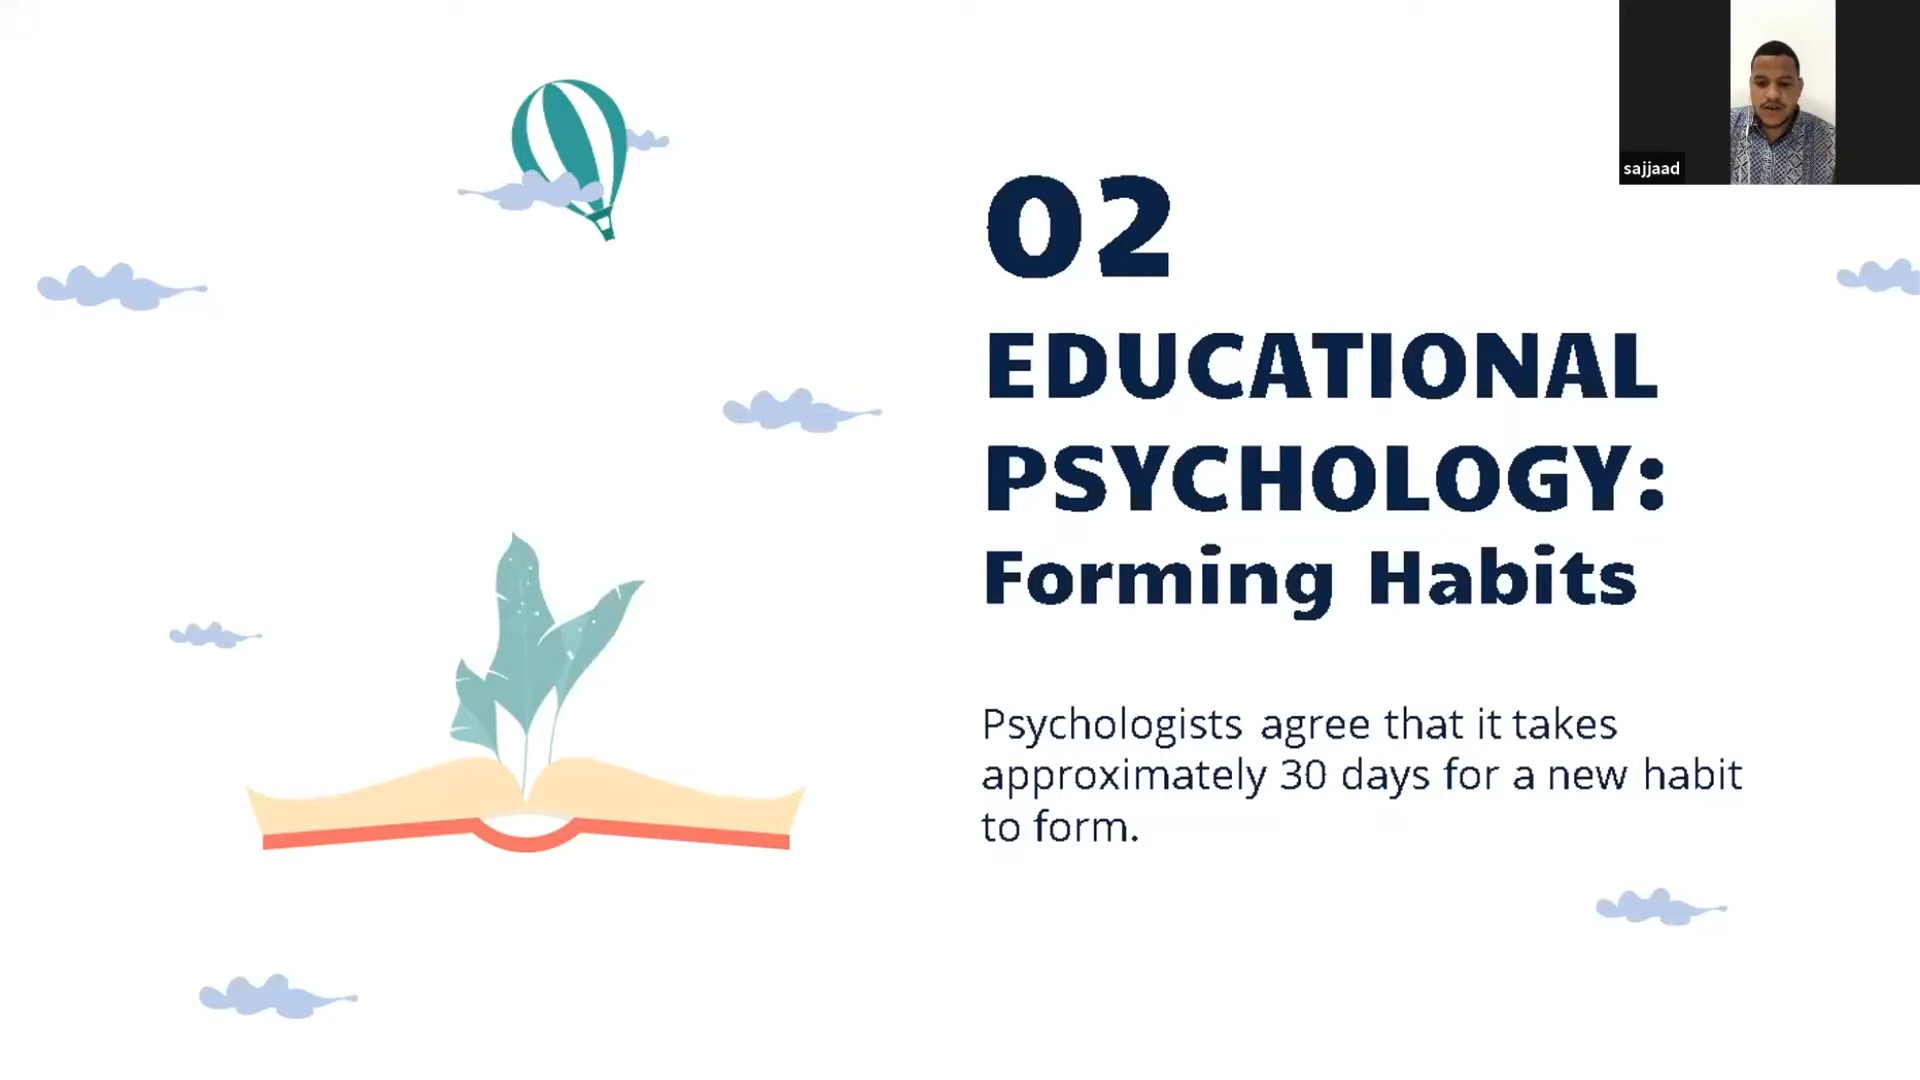 sajjaad
02
EDUCATIONAL
PSYCHOLOGY:
Forming Habits
Psychologists agree that it takes
approximately 30 days for a new habit
to form.